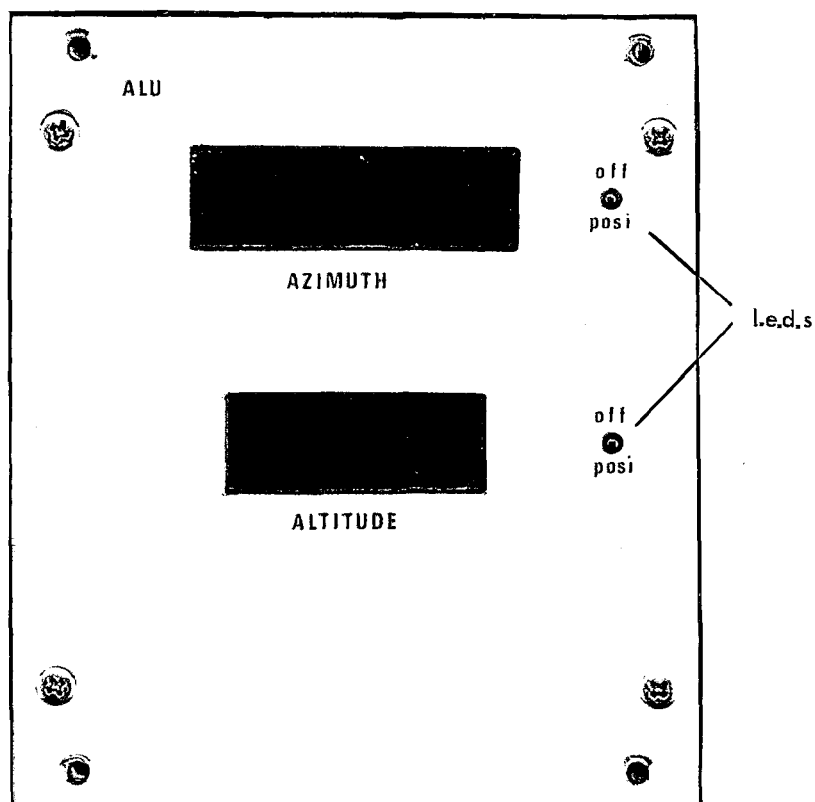 ALU
off
posi
AZIMUTH
l.e.d.s
off
posi
ALTITUDE